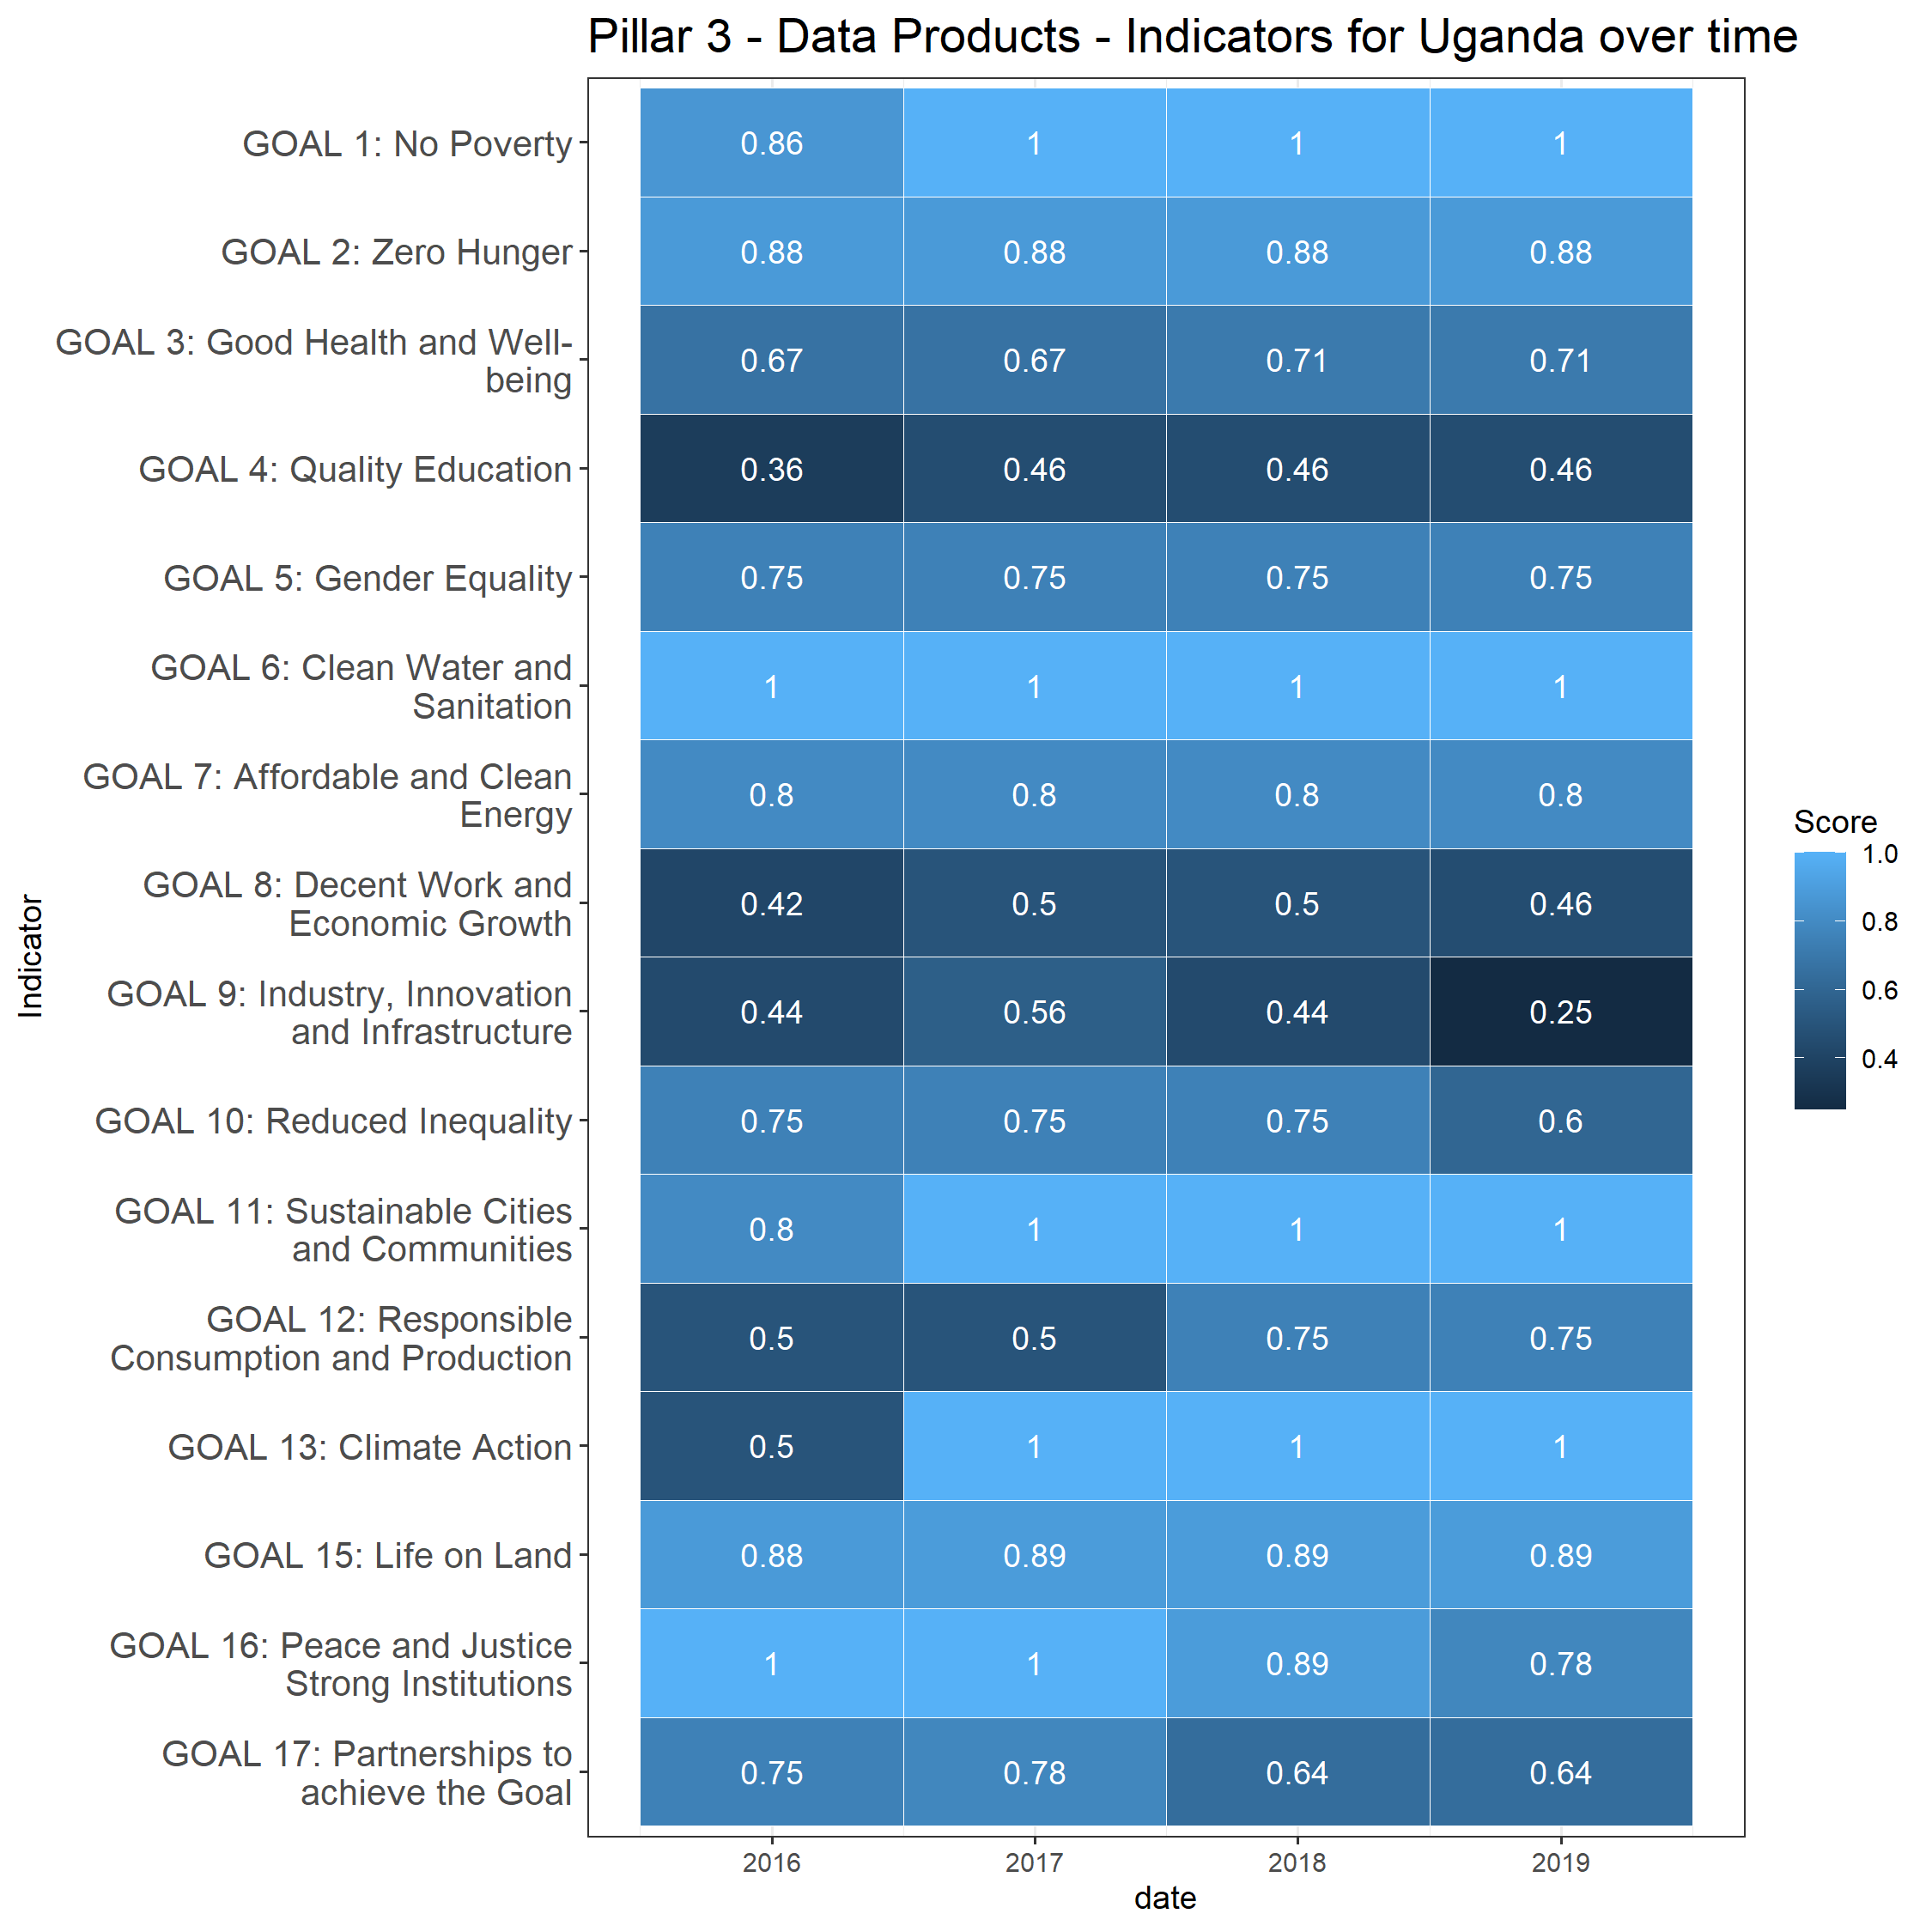 Pillar 3 - Data Products - Indicators for Uganda over time
GOAL 1: No Poverty
0.86 1 1 1
GOAL 2: Zero Hunger
0.88 0.88 0.88 0.88
GOAL 3: Good Health and Well-
being
0.67 0.67 0.71 0.71
GOAL 4: Quality Education
0.36 0.46 0.46 0.46
GOAL 5: Gender Equality
0.75 0.75 0.75 0.75
GOAL 6: Clean Water and
Sanitation
1 1 1 1
GOAL 7: Affordable and Clean
Energy
0.8 0.8 0.8 0.8
GOAL 8: Decent Work and
Economic Growth
0.42 0.5 0.5 0.46
GOAL 9: Industry, Innovation
and Infrastructure
0.44 0.56 0.44 0.25
GOAL 10: Reduced Inequality
0.75 0.75 0.75 0.6
GOAL 11: Sustainable Cities
and Communities
0.8 1 1 1
GOAL 12: Responsible
Consumption and Production
0.5 0.5 0.75 0.75
GOAL 13: Climate Action
0.5 1 1 1
GOAL 15: Life on Land
0.88 0.89 0.89 0.89
GOAL 16: Peace and Justice
Strong Institutions
1 1 0.89 0.78
GOAL 17: Partnerships to
achieve the Goal
0.75 0.78 0.64 0.64
2016 2017 2018 2019
date
Indicator
Score
1.0
0.8
0.6
0.4